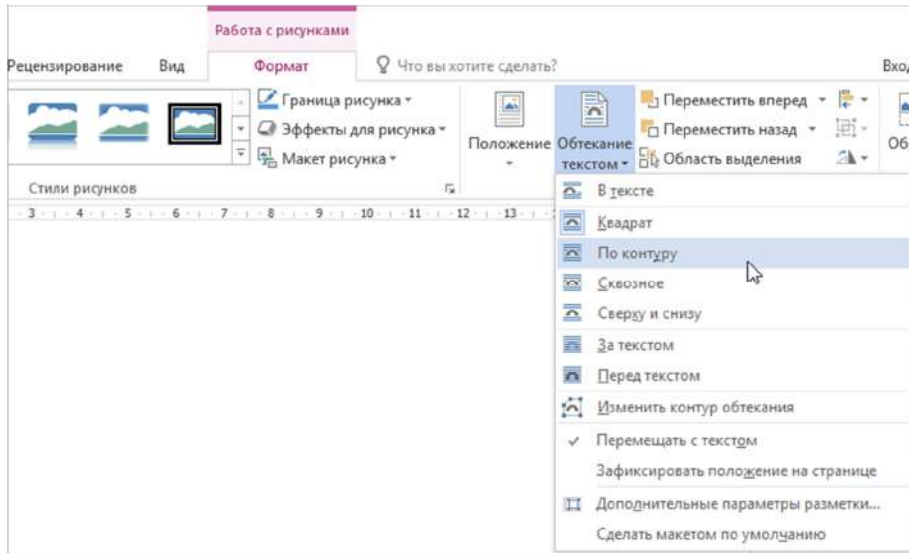 Работа с рисунками
Рецензирование Вид Формат Что вы хотите сделать? Вход
Граница рисунка
Эффекты для рисунка
Макет рисунка
Положение
Обтекание
текстом
Переместить вперед
Переместить назад
Область выделения
Об
Стили рисунков
3 4 5 6 7 8 9 10 11 12 13
В тексте
Квадрат
По контуру
Сквозное
Сверху и снизу
За текстом
Перед текстом
Изменить контур обтекания
Перемещать с текстом
Зафиксировать положение на странице
Дополнительные параметры разметки...
Сделать макетом по умолчанию